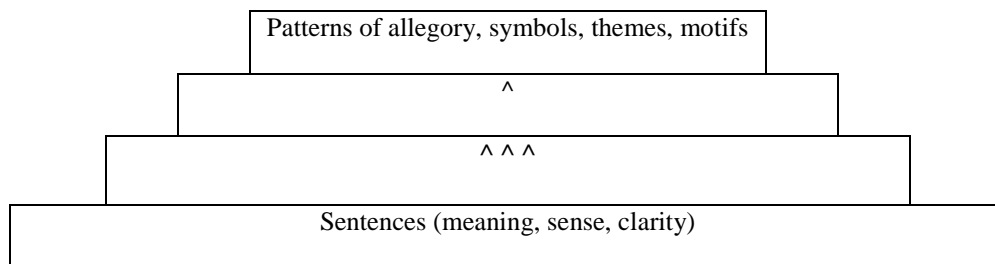 Patterns of allegory, symbols, themes, motifs
^
^ ^ ^
Sentences (meaning, sense, clarity)